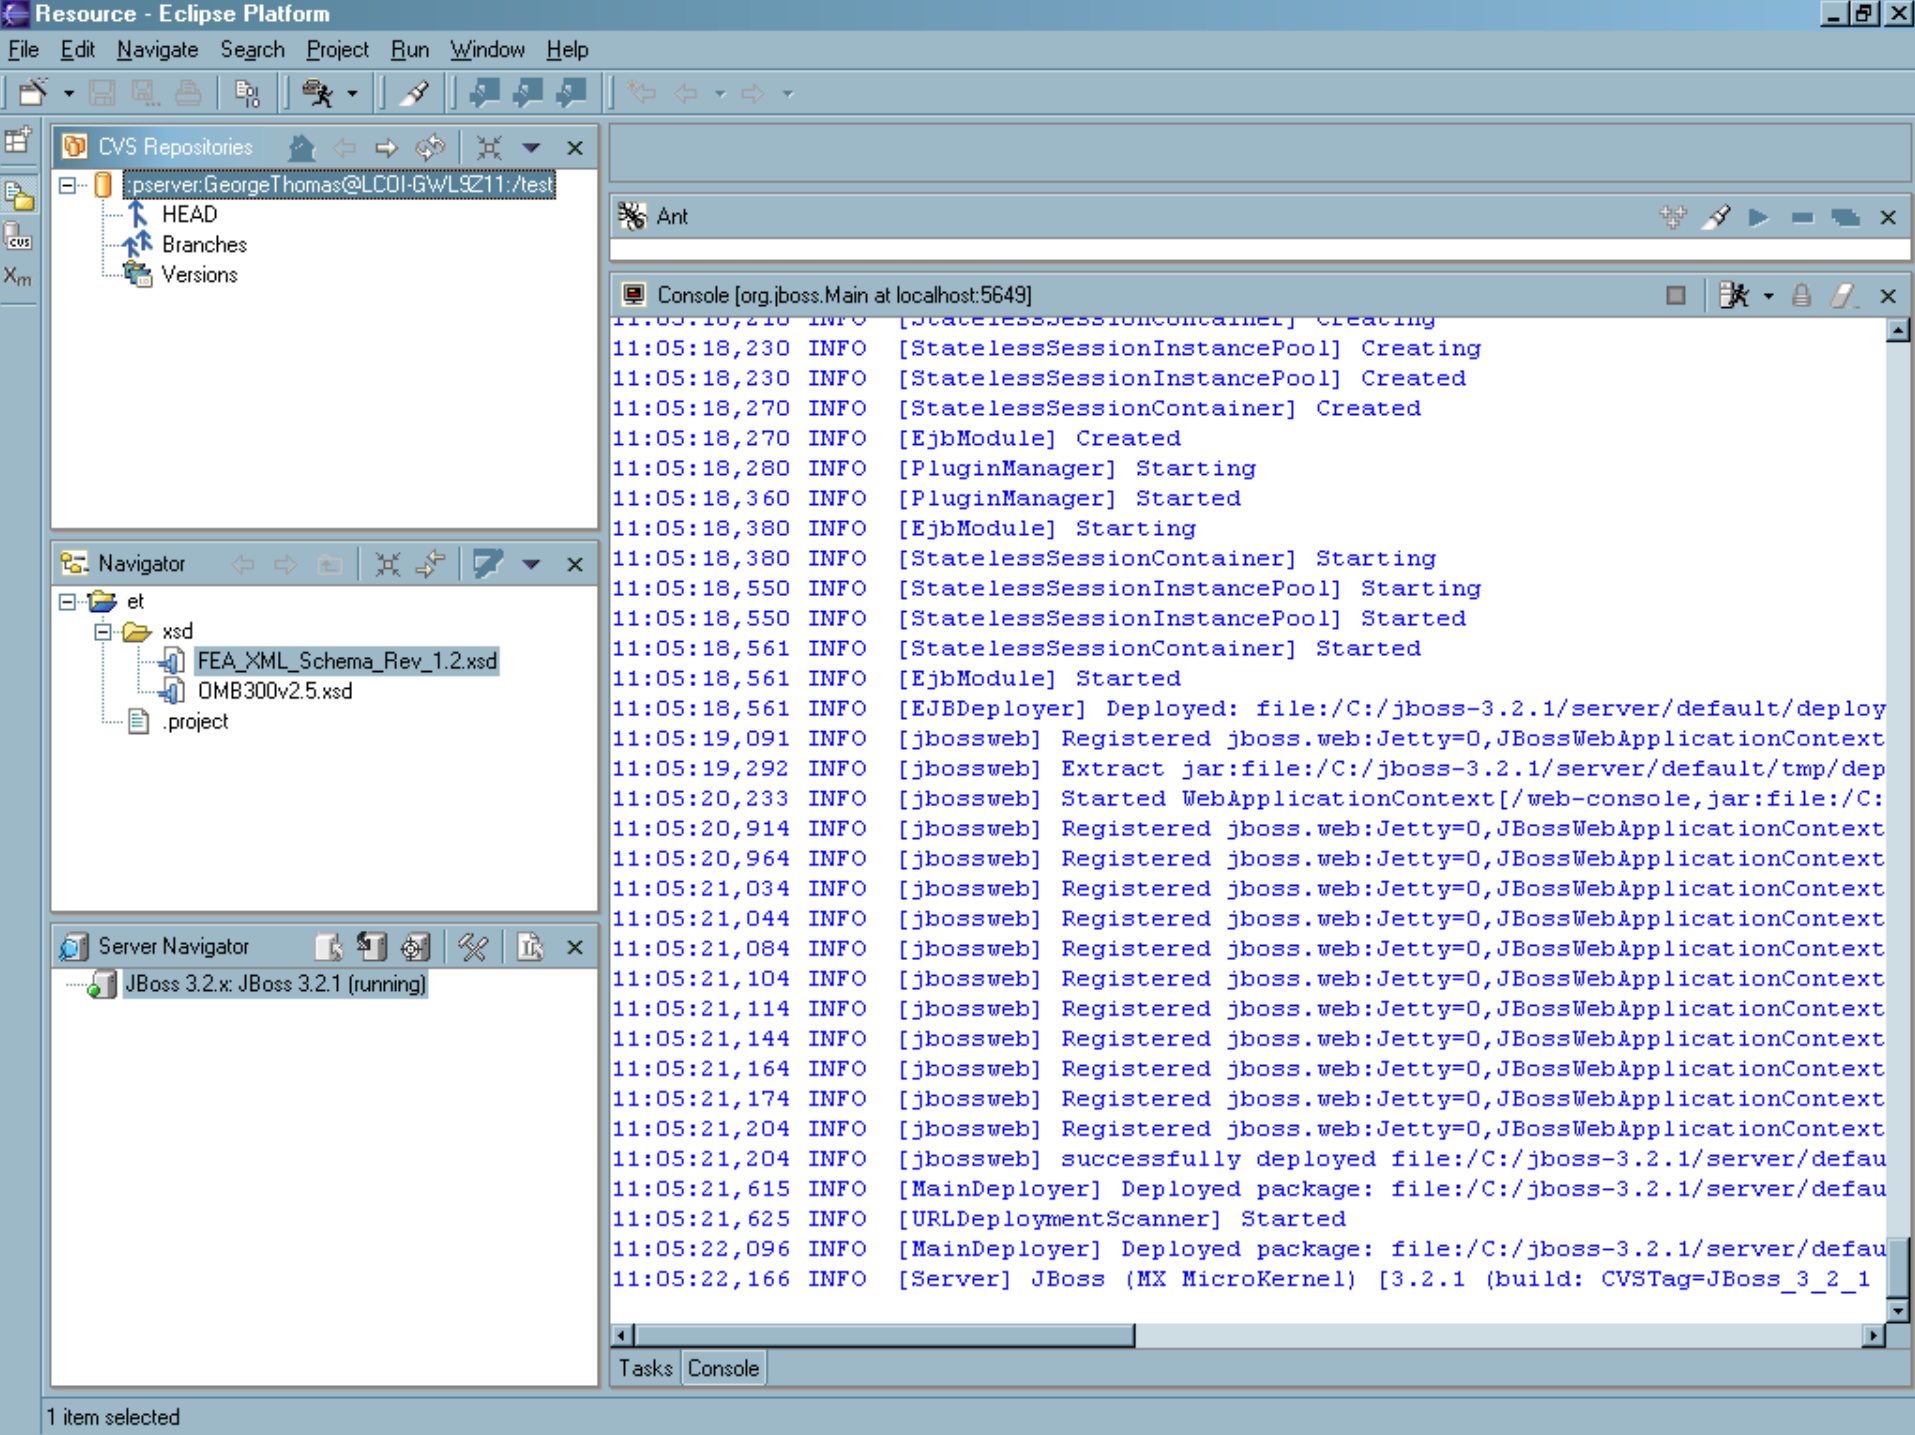 Resource - Eclipse Platform
File Edit Navigate Search Project Run Window Help
CVS Repositories
:pserver:GeorgeThomas@LCOI-GWL9Z11:/test
HEAD
Branches
Versions
Navigator
et
xsd
FEA_XML_Schema_Rev_1.2.xsd
OMB300v2.5.xsd
.project
Server Navigator
JBoss 3.2.x: JBoss 3.2.1 (running)
cvs
Xm
Ant
Console [org.jboss.Main at localhost:5649]
11:05:18,210 INFO [StatelessSessionContainer] Creating
11:05:18,230 INFO [StatelessSessionInstancePool] Creating
11:05:18,230 INFO [StatelessSessionInstancePool] Created
11:05:18,270 INFO [StatelessSessionContainer] Created
11:05:18,270 INFO [EjbModule] Created
11:05:18,280 INFO [PluginManager] Starting
11:05:18,360 INFO [PluginManager] Started
11:05:18,380 INFO [EjbModule] Starting
11:05:18,380 INFO [StatelessSessionContainer] Starting
11:05:18,550 INFO [StatelessSessionInstancePool] Starting
11:05:18,550 INFO [StatelessSessionInstancePool] Started
11:05:18,561 INFO [StatelessSessionContainer] Started
11:05:18,561 INFO [EjbModule] Started
11:05:18,561 INFO [EJBDeployer] Deployed: file:/C:/jboss-3.2.1/server/default/deploy
11:05:19,091 INFO [jbossweb] Registered jboss.web:Jetty=0,JBossWebApplicationContext
11:05:19,292 INFO [jbossweb] Extract jar:file:/C:/jboss-3.2.1/server/default/tmp/dep
11:05:20,233 INFO [jbossweb] Started WebApplicationContext[/web-console,jar:file:/C:
11:05:20,914 INFO [jbossweb] Registered jboss.web:Jetty=0,JBossWebApplicationContext
11:05:20,964 INFO [jbossweb] Registered jboss.web:Jetty=0,JBossWebApplicationContext
11:05:21,034 INFO [jbossweb] Registered jboss.web:Jetty=0,JBossWebApplicationContext
11:05:21,044 INFO [jbossweb] Registered jboss.web:Jetty=0,JBossWebApplicationContext
11:05:21,084 INFO [jbossweb] Registered jboss.web:Jetty=0,JBossWebApplicationContext
11:05:21,104 INFO [jbossweb] Registered jboss.web:Jetty=0,JBossWebApplicationContext
11:05:21,114 INFO [jbossweb] Registered jboss.web:Jetty=0,JBossWebApplicationContext
11:05:21,144 INFO [jbossweb] Registered jboss.web:Jetty=0,JBossWebApplicationContext
11:05:21,164 INFO [jbossweb] Registered jboss.web:Jetty=0,JBossWebApplicationContext
11:05:21,174 INFO [jbossweb] Registered jboss.web:Jetty=0,JBossWebApplicationContext
11:05:21,204 INFO [jbossweb] Registered jboss.web:Jetty=0,JBossWebApplicationContext
11:05:21,204 INFO [jbossweb] successfully deployed file:/C:/jboss-3.2.1/server/defau
11:05:21,615 INFO [MainDeployer] Deployed package: file:/C:/jboss-3.2.1/server/defau
11:05:21,625 INFO [URLDeploymentScanner] Started
11:05:22,096 INFO [MainDeployer] Deployed package: file:/C:/jboss-3.2.1/server/defau
11:05:22,166 INFO [Server] JBoss (MX MicroKernel) [3.2.1 (build: CVSTag=JBoss_3_2_1
Tasks Console
1 item selected